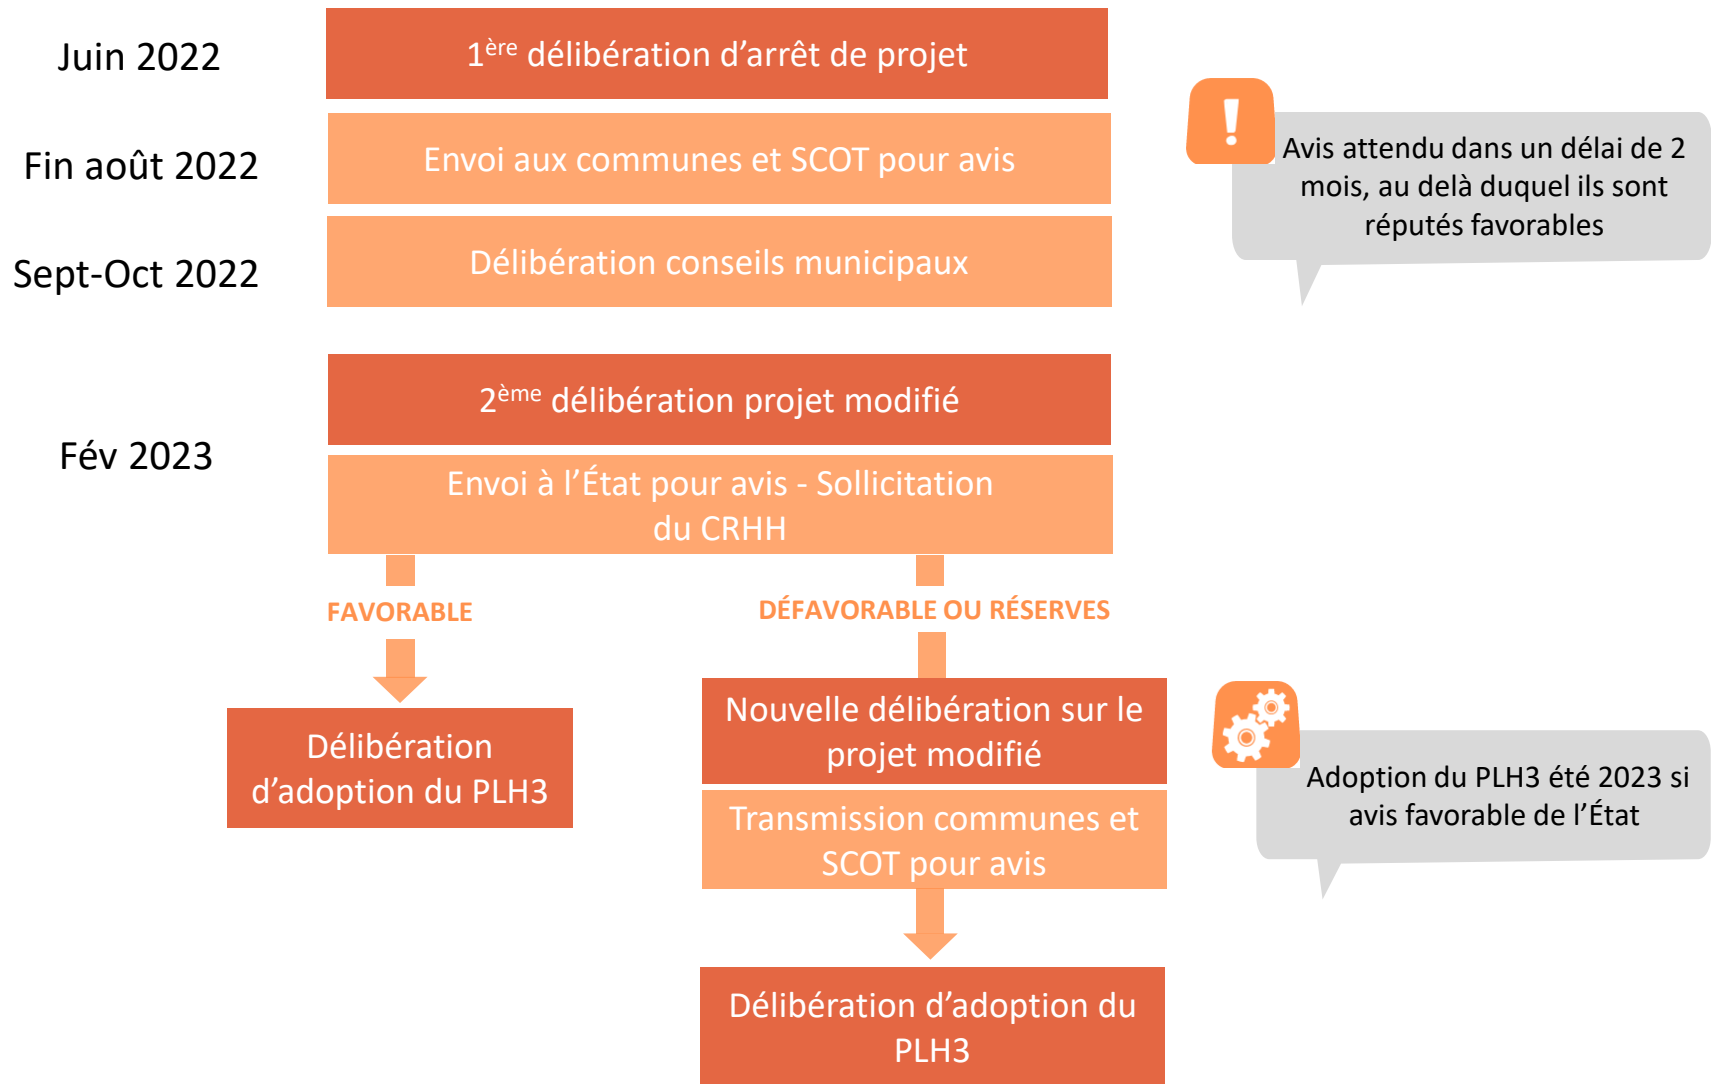 Juin 2022
1ère délibération d’arrêt de projet
Fin août 2022
Envoi aux communes et SCOT pour avis
!
Avis attendu dans un délai de 2
mois, au delà duquel ils sont
réputés favorables
Sept-Oct 2022
Délibération conseils municipaux
Fév 2023
2ème délibération projet modifié
Envoi à l’État pour avis - Sollicitation
du CRHH
FAVORABLE
DÉFAVORABLE OU RÉSERVES
Délibération
d’adoption du PLH3
Nouvelle délibération sur le
projet modifié
Transmission communes et
SCOT pour avis
Adoption du PLH3 été 2023 si
avis favorable de l’État
Délibération d’adoption du
PLH3